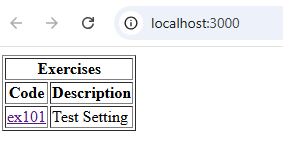 localhost:3000
Exercises
Code Description
ex101 Test Setting